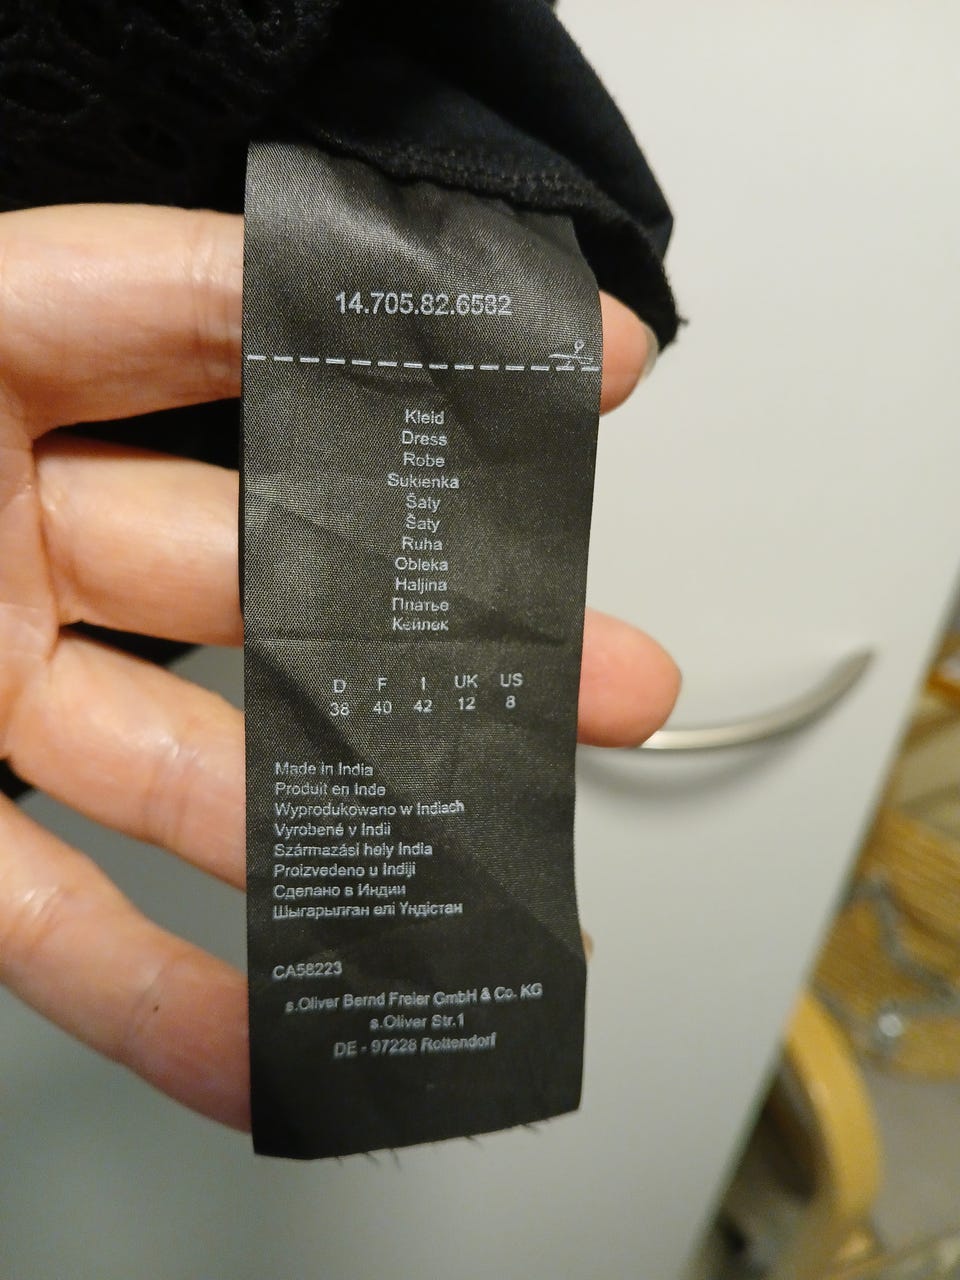 14.705.82.6582
Kleid
Dress
Robe
Sukienka
Šaty
Šaty
Ruha
Obleka
Haljina
Платье
Көйлек
D F I UK US
38 40 42 12 8
Made in India
Produit en Inde
Wyprodukowano w Indiach
Vyrobené v Indii
Származási hely India
Proizvedeno u Indiji
Сделано в Индии
Шығарылған елі Үндістан
CA56223
s.Oliver Bernd Freier GmbH & Co. KG
s.Oliver Str.1
DE - 97228 Rottendorf